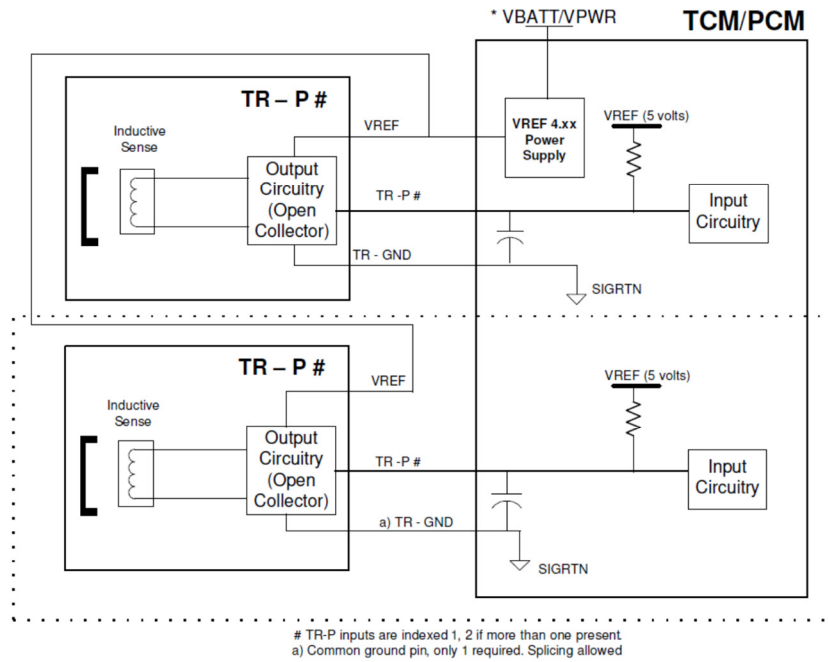 * VBATT/VPWR
TCM/PCM
TR – P #
Inductive
Sense
VREF
VREF 4.xx
Power
Supply
VREF (5 volts)
Output
Circuitry
(Open
Collector)
TR -P #
Input
Circuitry
TR - GND
SIGRTN
TR – P #
VREF
VREF (5 volts)
Inductive
Sense
Output
Circuitry
(Open
Collector)
TR -P #
Input
Circuitry
a) TR - GND
SIGRTN
# TR-P inputs are indexed 1, 2 if more than one present.
a) Common ground pin, only 1 required. Splicing allowed